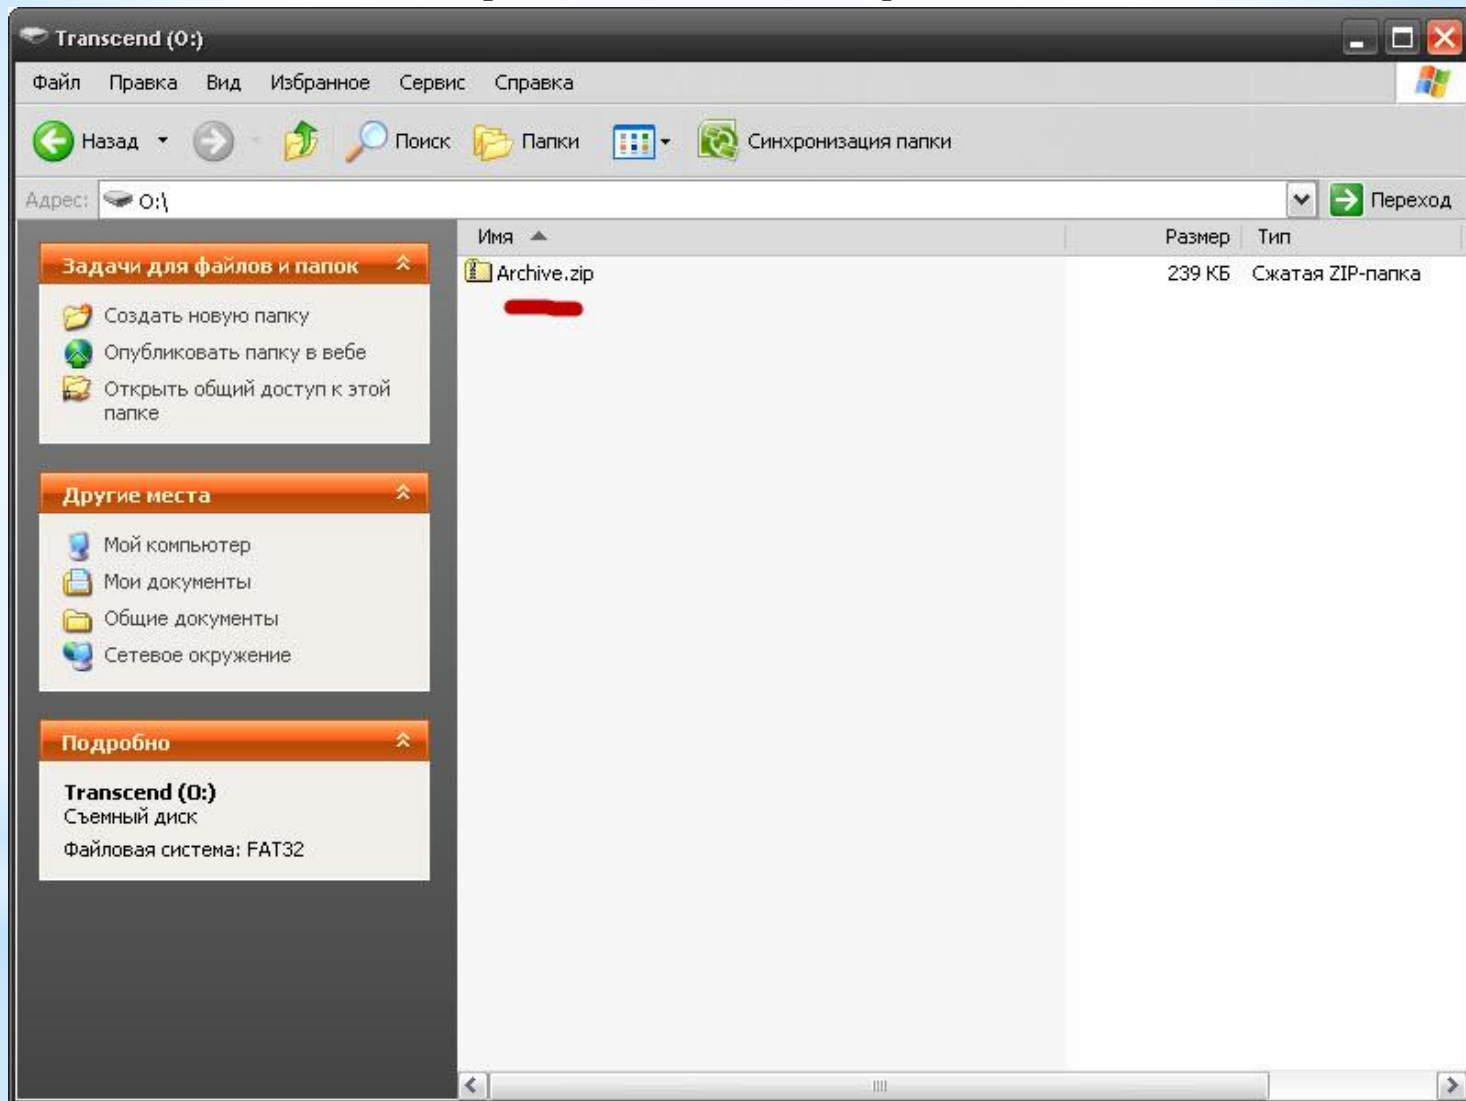 Transcend (O:)
Файл Правка Вид Избранное Сервис Справка
Назад Поиск Папки Синхронизация папки
Адрес: O:\ Переход
Имя Размер Тип
Archive.zip 239 КБ Сжатая ZIP-папка
Задачи для файлов и папок
Создать новую папку
Опубликовать папку в вебе
Открыть общий доступ к этой
папке
Другие места
Мой компьютер
Мои документы
Общие документы
Сетевое окружение
Подробно
Transcend (O:)
Съемный диск
Файловая система: FAT32